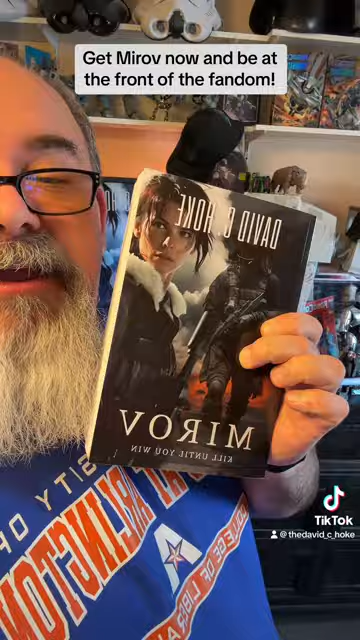 Get Mirov now and be at
the front of the fandom!
DAVID C. HOKE
MIROV
KILL UNTIL YOU WIN
ARLINGTON
TikTok
@thedavid_c_hoke